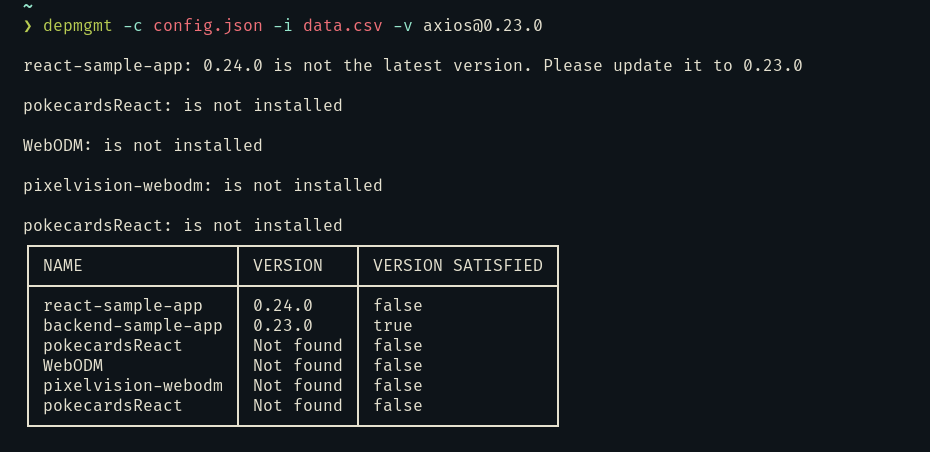 ~
❯ depmgmt -c config.json -i data.csv -v axios@0.23.0
react-sample-app: 0.24.0 is not the latest version. Please update it to 0.23.0
pokecardsReact: is not installed
WebODM: is not installed
pixelvision-webodm: is not installed
pokecardsReact: is not installed
NAME VERSION VERSION SATISFIED
react-sample-app 0.24.0 false
backend-sample-app 0.23.0 true
pokecardsReact Not found false
WebODM Not found false
pixelvision-webodm Not found false
pokecardsReact Not found false